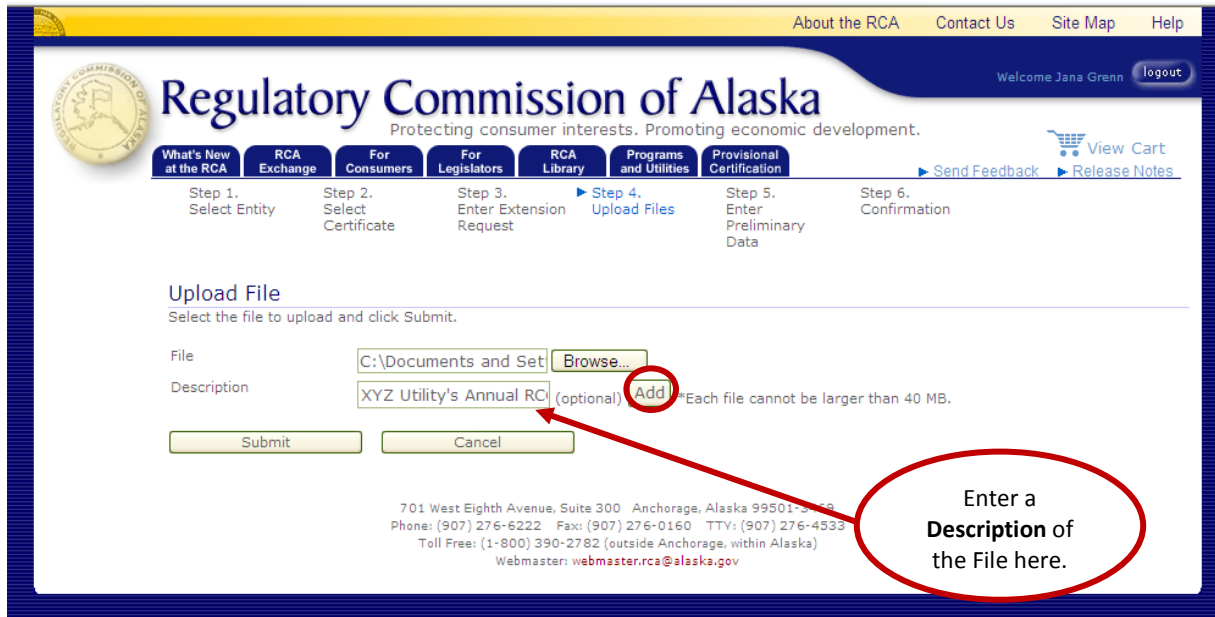 About the RCA Contact Us Site Map Help
Welcome Jana Grenn logout
Regulatory Commission of Alaska
Protecting consumer interests. Promoting economic development.
View Cart
What's New at the RCA
RCA Exchange
For Consumers
For Legislators
RCA Library
Programs and Utilities
Provisional Certification
Send Feedback Release Notes
Step 1.
Select Entity
Step 2.
Select
Certificate
Step 3.
Enter Extension
Request
Step 4.
Upload Files
Step 5.
Enter
Preliminary
Data
Step 6.
Confirmation
Upload File
Select the file to upload and click Submit.
File C:\Documents and Set Browse...
Description XYZ Utility's Annual RC (optional) Add *Each file cannot be larger than 40 MB.
Submit Cancel
701 West Eighth Avenue, Suite 300 Anchorage, Alaska
Phone: (907) 276-6222 Fax: (907) 276-0160 TTY: (907) 276-4533
Toll Free: (1-800) 390-2782 (outside Anchorage, within Alaska)
Webmaster: webmaster.rca@alaska.gov
Enter a
Description of
the File here.